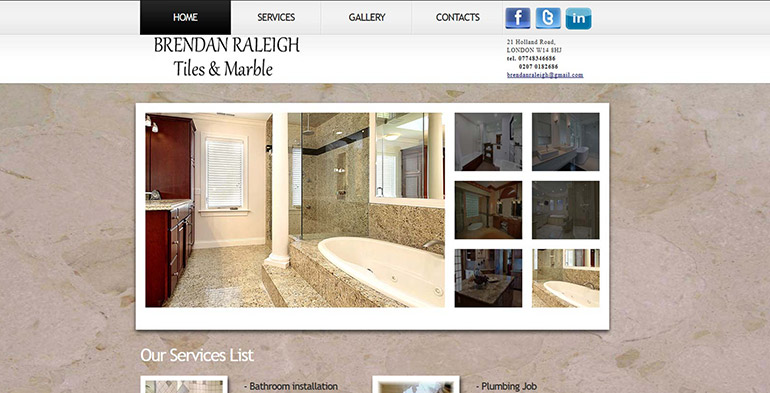 HOME
SERVICES
GALLERY
CONTACTS
BRENDAN RALEIGH
Tiles & Marble
21 Holland Road,
LONDON W14 8HJ
tel. 07748346686
0207 0182686
brendanraleigh@gmail.com
Our Services List
- Bathroom installation
- Plumbing Job